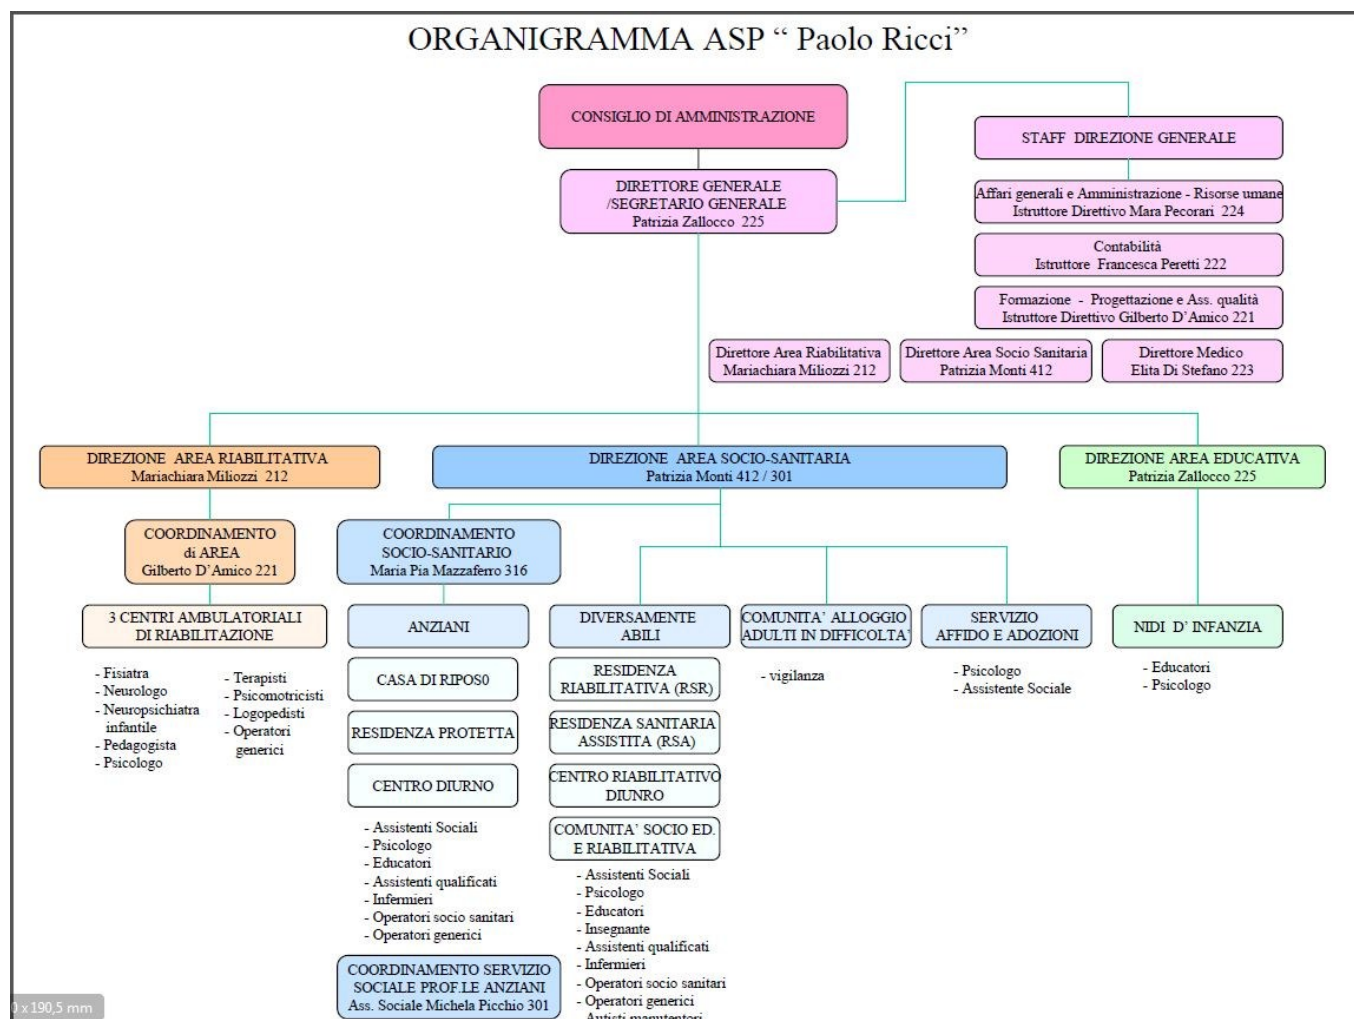 ORGANIGRAMMA ASP “ Paolo Ricci”
CONSIGLIO DI AMMINISTRAZIONE
DIRETTORE GENERALE
/SEGRETARIO GENERALE
Patrizia Zallocco 225
STAFF DIREZIONE GENERALE
Affari generali e Amministrazione - Risorse umane
Istruttore Direttivo Mara Pecorari 224
Contabilità
Istruttore Francesca Peretti 222
Formazione - Progettazione e Ass. qualità
Istruttore Direttivo Gilberto D’Amico 221
Direttore Area Riabilitativa
Mariachiara Miliozzi 212
Direttore Area Socio Sanitaria
Patrizia Monti 412
Direttore Medico
Elita Di Stefano 223
DIREZIONE AREA RIABILITATIVA
Mariachiara Miliozzi 212
DIREZIONE AREA SOCIO-SANITARIA
Patrizia Monti 412 / 301
DIREZIONE AREA EDUCATIVA
Patrizia Zallocco 225
COORDINAMENTO
di AREA
Gilberto D’Amico 221
COORDINAMENTO
SOCIO-SANITARIO
Maria Pia Mazzaferro 316
3 CENTRI AMBULATORIALI
DI RIABILITAZIONE
- Fisiatra
- Neurologo
- Neuropsichiatra
infantile
- Pedagogista
- Psicologo
- Terapisti
- Psicomotricisti
- Logopedisti
- Operatori
generici
ANZIANI
CASA DI RIPOS0
RESIDENZA PROTETTA
CENTRO DIURNO
- Assistenti Sociali
- Psicologo
- Educatori
- Assistenti qualificati
- Infermieri
- Operatori socio sanitari
- Operatori generici
COORDINAMENTO SERVIZIO
SOCIALE PROF.LE ANZIANI
Ass. Sociale Michela Picchio 301
DIVERSAMENTE
ABILI
RESIDENZA
RIABILITATIVA (RSR)
RESIDENZA SANITARIA
ASSISTITA (RSA)
CENTRO RIABILITATIVO
DIUNRO
COMUNITA’ SOCIO ED.
E RIABILITATIVA
- Assistenti Sociali
- Psicologo
- Educatori
- Insegnante
- Assistenti qualificati
- Infermieri
- Operatori socio sanitari
- Operatori generici
- Autisti manutentori
COMUNITA’ ALLOGGIO
ADULTI IN DIFFICOLTA’
- vigilanza
SERVIZIO
AFFIDO E ADOZIONI
- Psicologo
- Assistente Sociale
NIDI D’ INFANZIA
- Educatori
- Psicologo
0 x 190,5 mm